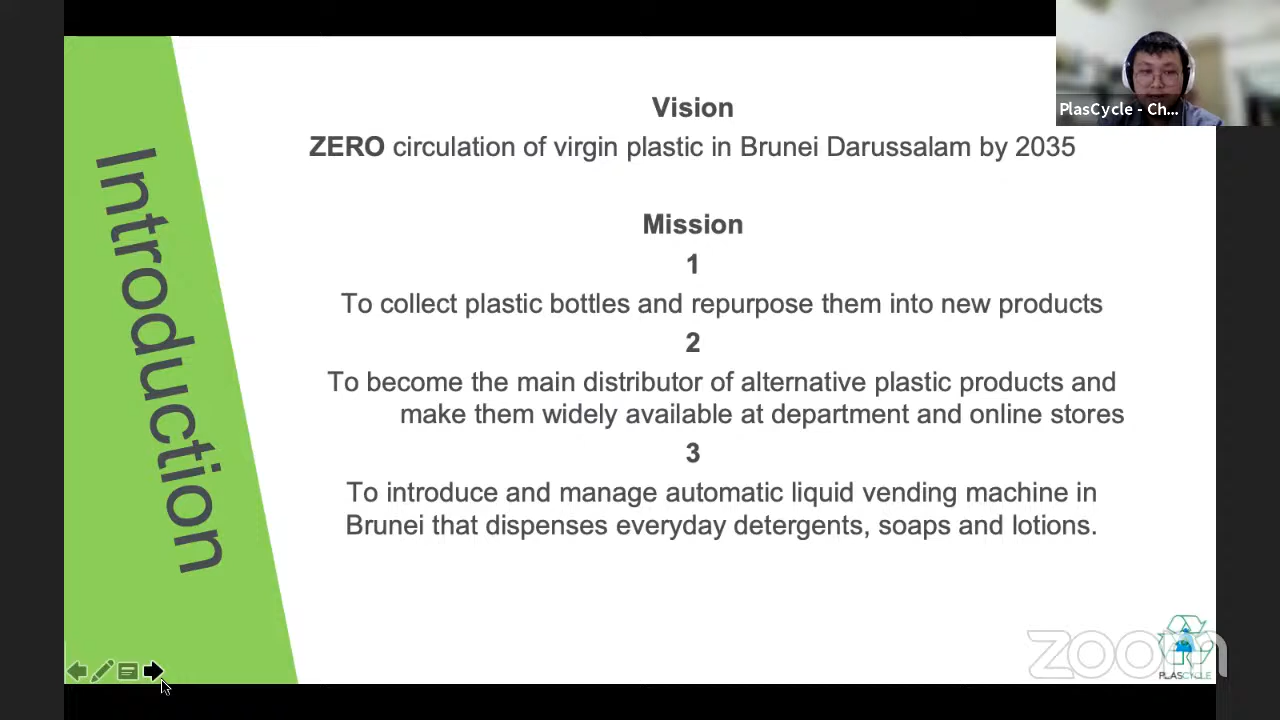 Introduction
Vision
ZERO circulation of virgin plastic in Brunei Darussalam by 2035
Mission
1
To collect plastic bottles and repurpose them into new products
2
To become the main distributor of alternative plastic products and
make them widely available at department and online stores
3
To introduce and manage automatic liquid vending machine in
Brunei that dispenses everyday detergents, soaps and lotions.
PlasCycle - Ch...
zoom
PLASCYCLE